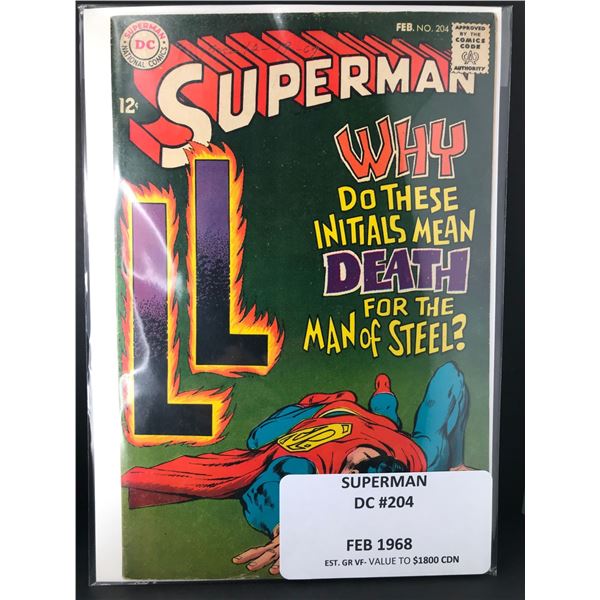 SUPERMAN
DC
NATIONAL COMICS
FEB. NO. 204
APPROVED
BY THE
COMICS
CODE
CA
AUTHORITY
12¢
SUPERMAN
LL
WHY
DO THESE
INITIALS MEAN
DEATH
FOR THE
MAN of STEEL?
SUPERMAN
DC #204
FEB 1968
EST. GR VF- VALUE TO $1800 CDN